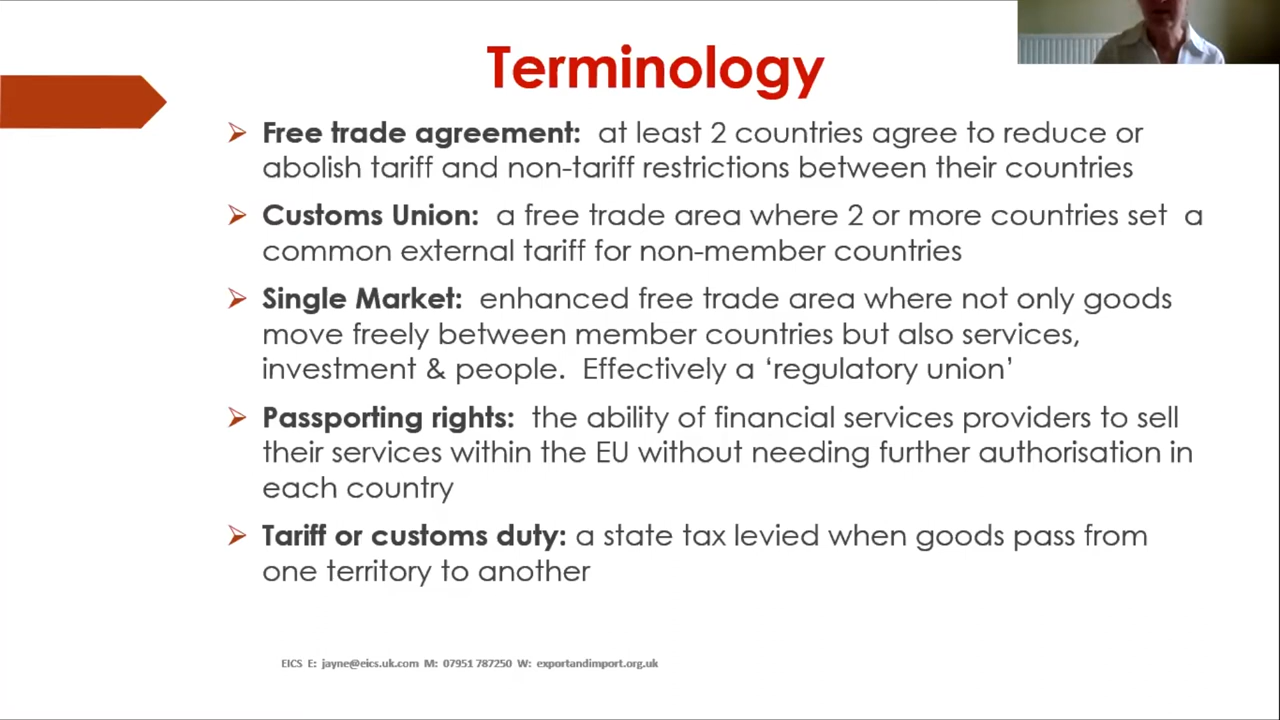 Terminology
Free trade agreement: at least 2 countries agree to reduce or
abolish tariff and non-tariff restrictions between their countries
Customs Union: a free trade area where 2 or more countries set a
common external tariff for non-member countries
Single Market: enhanced free trade area where not only goods
move freely between member countries but also services,
investment & people. Effectively a ‘regulatory union’
Passporting rights: the ability of financial services providers to sell
their services within the EU without needing further authorisation in
each country
Tariff or customs duty: a state tax levied when goods pass from
one territory to another
EICS E: jayne@eics.uk.com M: 07951 787250 W: exportandimport.org.uk